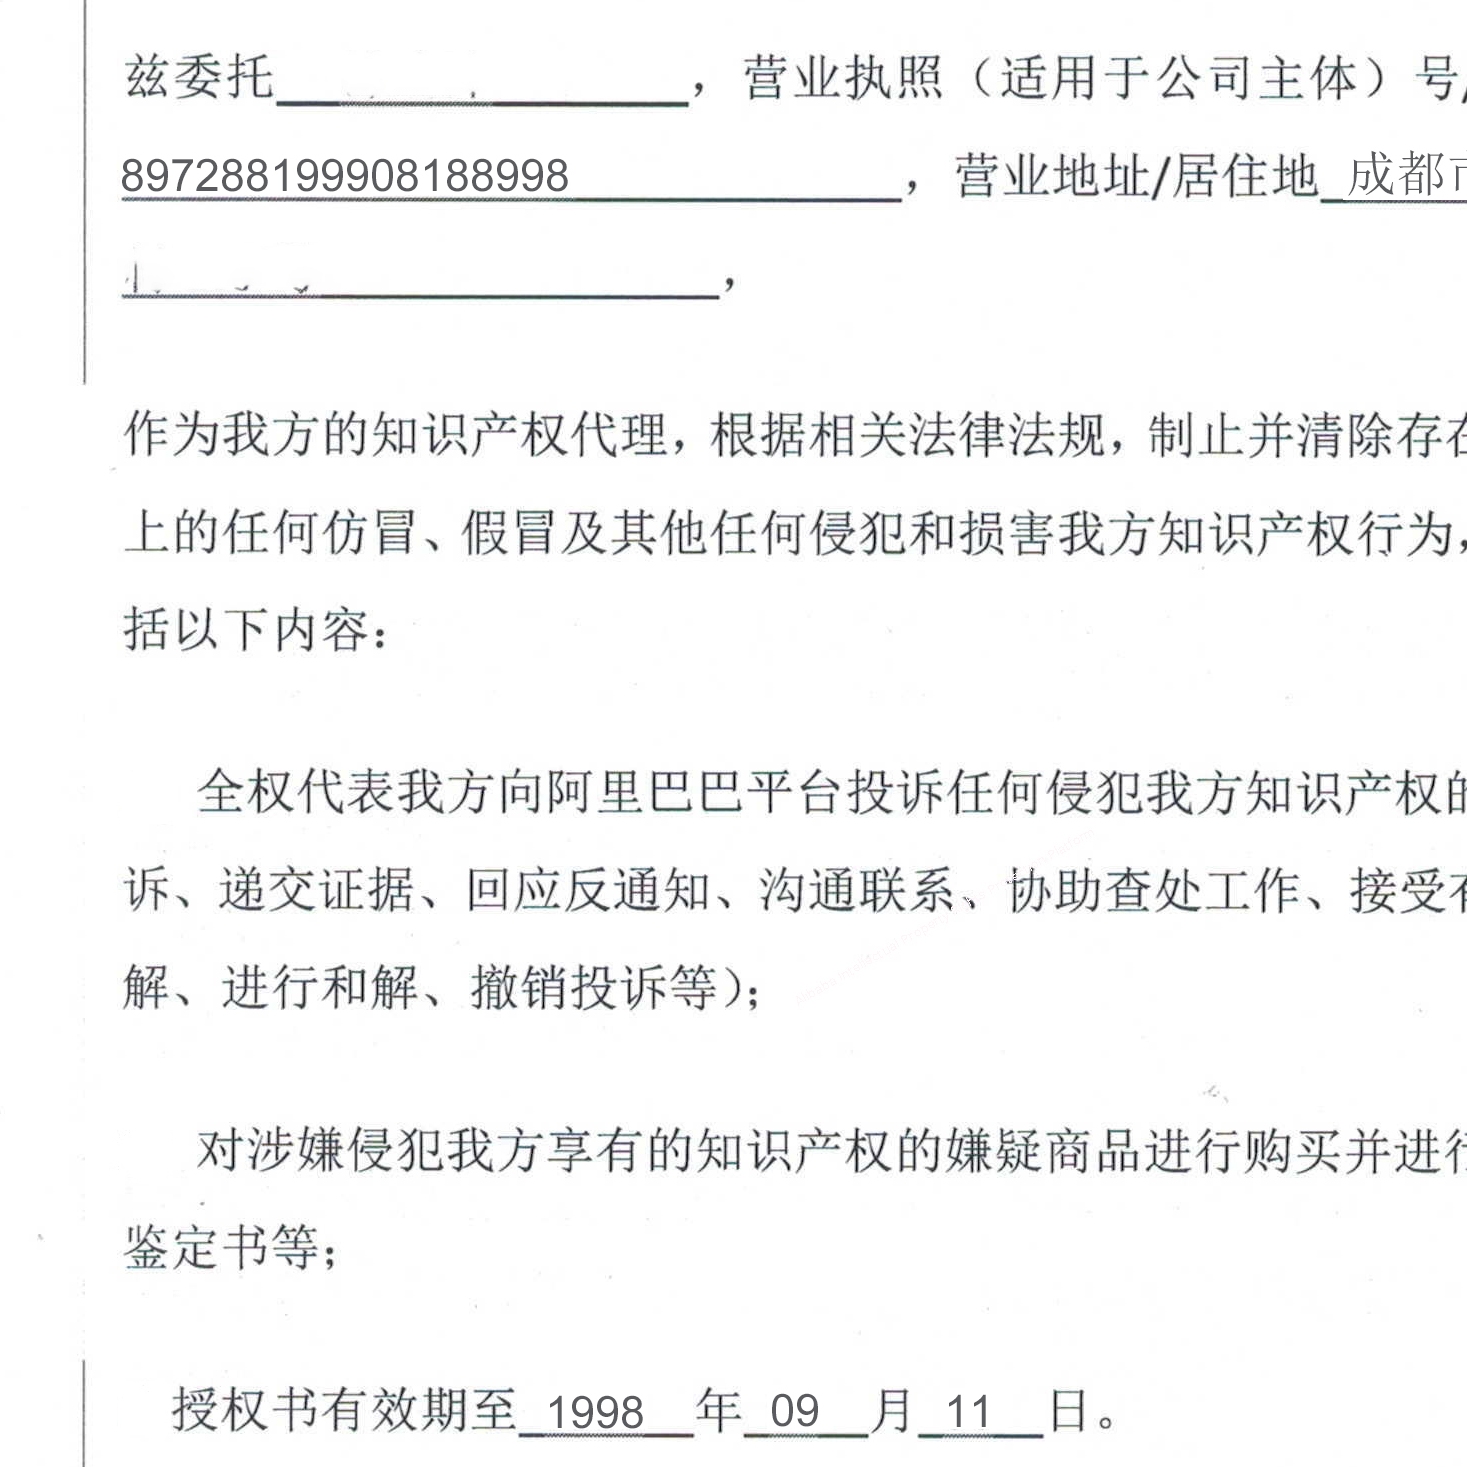 兹委托 ，营业执照（适用于公司主体）号/
897288199908188998 ，营业地址/居住地 成都市
，
作为我方的知识产权代理，根据相关法律法规，制止并清除存在
上的任何仿冒、假冒及其他任何侵犯和损害我方知识产权行为，
括以下内容：
全权代表我方向阿里巴巴平台投诉任何侵犯我方知识产权的
诉、递交证据、回应反通知、沟通联系、协助查处工作、接受有
解、进行和解、撤销投诉等）；
对涉嫌侵犯我方享有的知识产权的嫌疑商品进行购买并进行
鉴定书等；
授权书有效期至 1998 年 09 月 11 日。